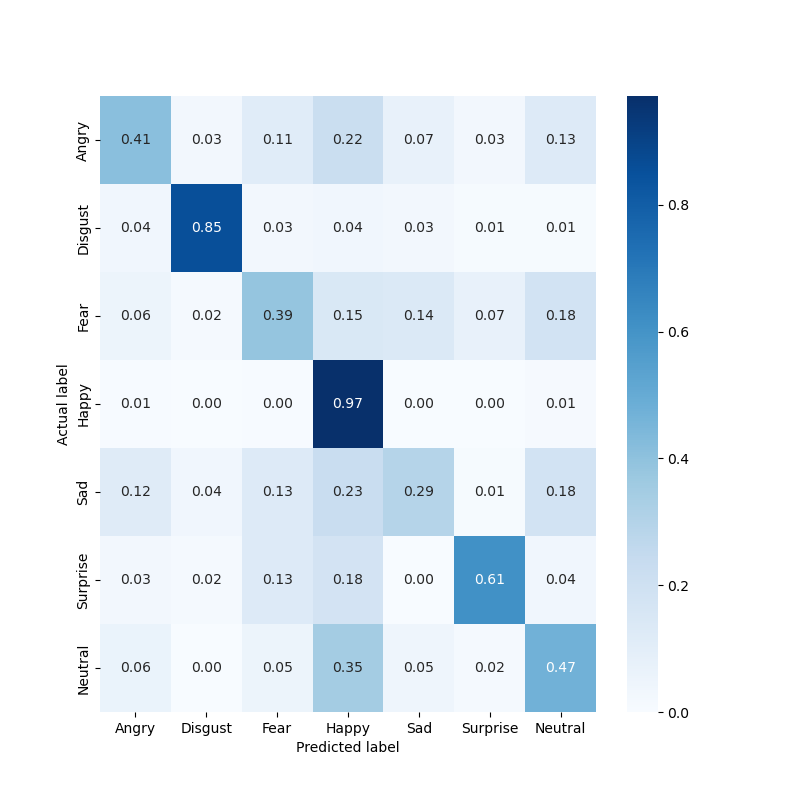 Actual label
Angry 0.41 0.03 0.11 0.22 0.07 0.03 0.13
Disgust 0.04 0.85 0.03 0.04 0.03 0.01 0.01
Fear 0.06 0.02 0.39 0.15 0.14 0.07 0.18
Happy 0.01 0.00 0.00 0.97 0.00 0.00 0.01
Sad 0.12 0.04 0.13 0.23 0.29 0.01 0.18
Surprise 0.03 0.02 0.13 0.18 0.00 0.61 0.04
Neutral 0.06 0.00 0.05 0.35 0.05 0.02 0.47
Angry Disgust Fear Happy Sad Surprise Neutral
Predicted label
0.8
0.6
0.4
0.2
0.0